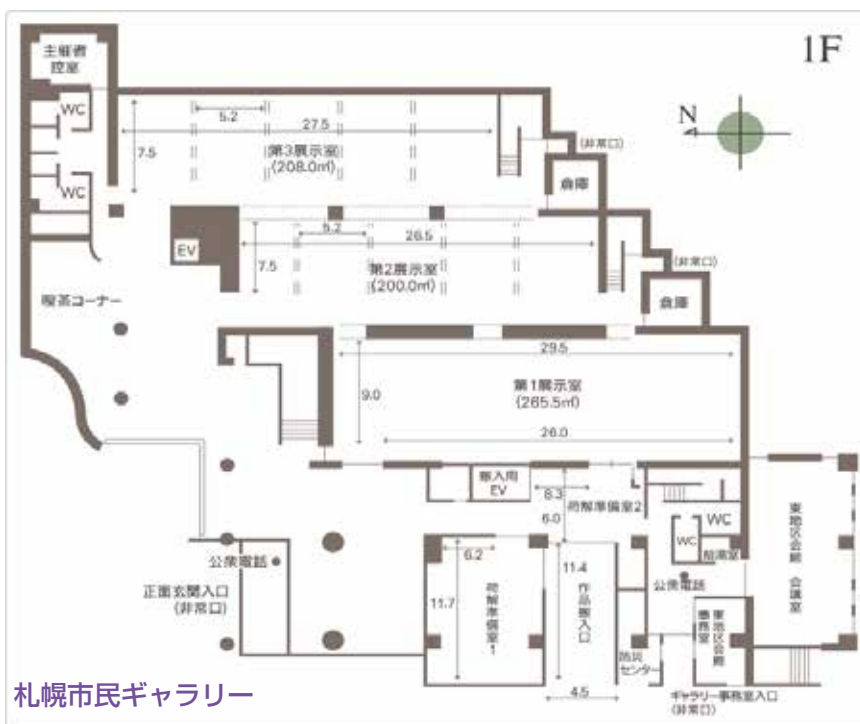 1F
主催者
控室
WC
5.2
27.5
7.5
第3展示室
(208.0㎡)
N
(非常口)
倉庫
WC
EV
5.2
26.5
7.5
第2展示室
(200.0㎡)
(非常口)
倉庫
喫茶コーナー
29.5
9.0
第1展示室
(265.5㎡)
26.0
搬入用
EV
8.3
荷解準備室2
6.0
WC
WC
東地区会館 会議室
公衆電話
6.2
11.4
11.7
荷解準備室1
作品搬入口
公衆電話
正面玄関入口
(非常口)
東地区会館
防災
センター
4.5
ギャラリー事務室入口
(非常口)
札幌市民ギャラリー